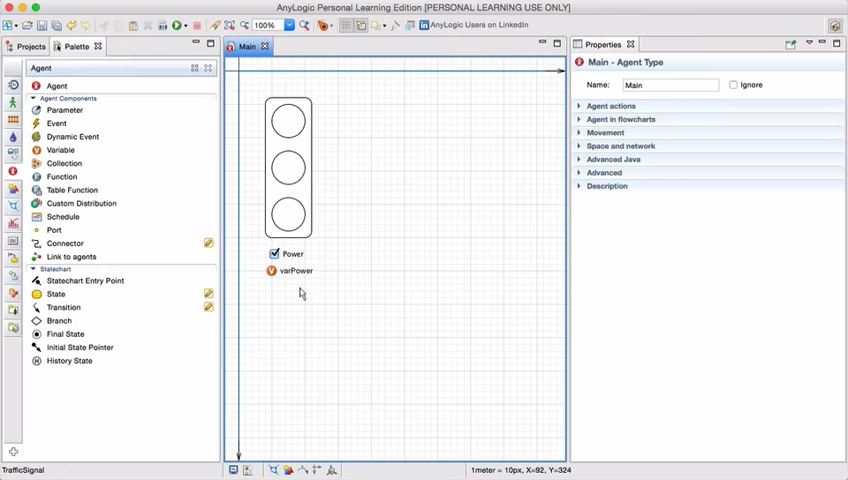 AnyLogic Personal Learning Edition [PERSONAL LEARNING USE ONLY]
100%
AnyLogic Users on LinkedIn
Projects
Palette
Main
Properties
Agent
Agent
Agent Components
Parameter
Event
Dynamic Event
Variable
Collection
Function
Table Function
Custom Distribution
Schedule
Port
Connector
Link to agents
Statechart
Statechart Entry Point
State
Transition
Branch
Final State
Initial State Pointer
History State
Power
varPower
Main - Agent Type
Name:
Main
Ignore
Agent actions
Agent in flowcharts
Movement
Space and network
Advanced Java
Advanced
Description
TrafficSignal
1meter = 10px, X=92, Y=324